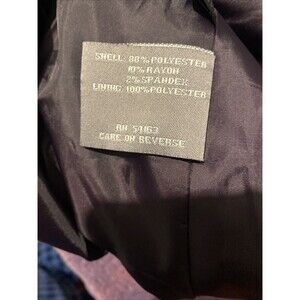 SHELL: 88% POLYESTER
10% RAYON
2% SPANDEX
LINING: 100% POLYESTER
RN 54163
CARE ON REVERSE